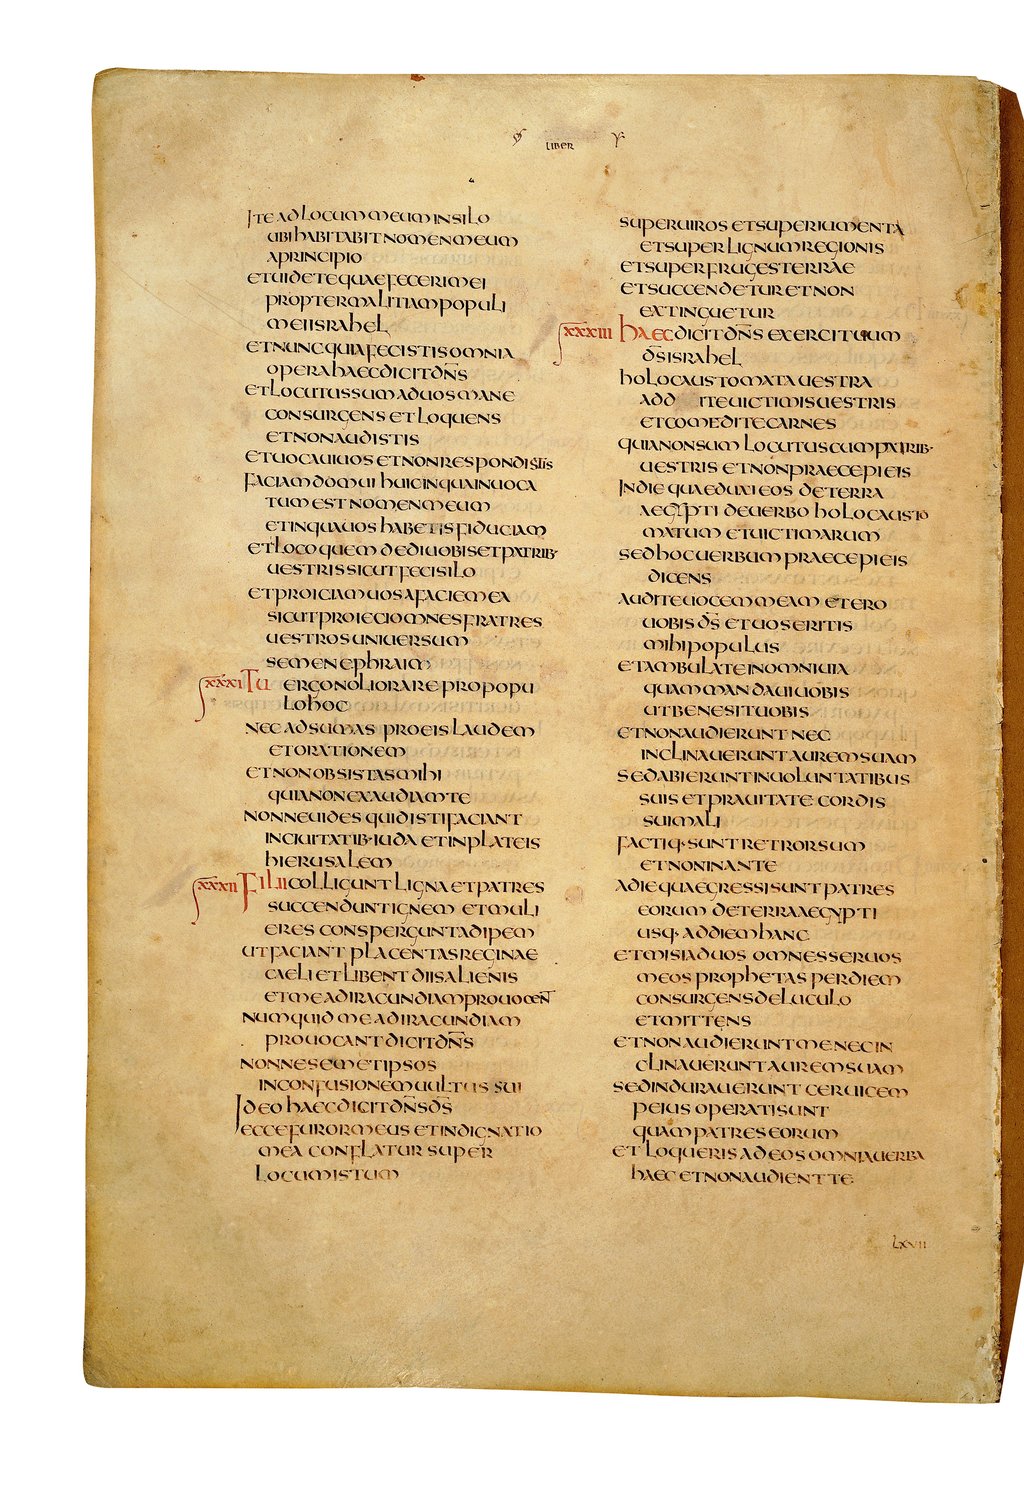 LIBER
ITE AD LOCUM MEUM IN SILO
UBI HABITABIT NOMEN MEUM
A PRINCIPIO
ET UIDETE QUAE FECERIM EI
PROPTER MALITIAM POPULI
MEI ISRAHEL
ET NUNC QUIA FECISTIS OMNIA
OPERA HAEC DICIT DN̄S
ET LOCUTUS SUM AD UOS MANE
CONSURGENS ET LOQUENS
ET NON AUDISTIS
ET UOCAUI UOS ET NON RESPONDISTIS
FACIAM DOMUI HUIC IN QUA INUOCA
TUM EST NOMEN MEUM
ET IN QUA UOS HABETIS FIDUCIAM
ET LOCO QUEM DEDI UOBIS ET PATRIB·
UESTRIS SICUT FECI SILO
ET PROICIAM UOS A FACIE MEA
SICUT PROIECI OMNES FRATRES
UESTROS UNIUERSUM
SEMEN EPHRAIM
XXXI TU ERGO NOLI ORARE PRO POPU
LO HOC
NEC ADSUMAS PRO EIS LAUDEM
ET ORATIONEM
ET NON OBSISTAS MIHI
QUIA NON EXAUDIAM TE
NONNE UIDES QUID ISTI FACIANT
IN CIUITATIB· IUDA ET IN PLATEIS
HIERUSALEM
XXXII FILII COLLIGUNT LIGNA ET PATRES
SUCCENDUNT IGNEM ET MULI
ERES CONSPERGUNT ADIPEM
UT FACIANT PLACENTAS REGINAE
CAELI ET LIBENT DIIS ALIENIS
ET ME AD IRACUNDIAM PROUOCENT
NUMQUID ME AD IRACUNDIAM
PROUOCANT DICIT DN̄S
NONNE SEMET IPSOS
IN CONFUSIONEM UULTUS SUI
IDEO HAEC DICIT DN̄S DS̄
ECCE FUROR MEUS ET INDIGNATIO
MEA CONFLATUR SUPER
LOCUM ISTUM
SUPER UIROS ET SUPER IUMENTA
ET SUPER LIGNUM REGIONIS
ET SUPER FRUGES TERRAE
ET SUCCENDETUR ET NON
EXTINGUETUR
XXXIII HAEC DICIT DN̄S EXERCITUUM
DS̄ ISRAHEL
HOLOCAUSTOMATA UESTRA
ADD ITE UICTIMIS UESTRIS
ET COMEDITE CARNES
QUIA NON SUM LOCUTUS CUM PATRIB·
UESTRIS ET NON PRAECEPI EIS
IN DIE QUA EDUXI EOS DE TERRA
AEGYPTI DE UERBO HOLOCAUSTO
MATUM ET UICTIMARUM
SED HOC UERBUM PRAECEPI EIS
DICENS
AUDITE UOCEM MEAM ET ERO
UOBIS DS̄ ET UOS ERITIS
MIHI POPULUS
ET AMBULATE IN OMNI UIA
QUAM MANDAUI UOBIS
UT BENE SIT UOBIS
ET NON AUDIERUNT NEC
INCLINAUERUNT AUREM SUAM
SED ABIERUNT IN UOLUNTATIBUS
SUIS ET PRAUITATE CORDIS
SUI MALI
FACTIQ· SUNT RETRORSUM
ET NON IN ANTE
A DIE QUA EGRESSI SUNT PATRES
EORUM DE TERRA AEGYPTI
USQ· AD DIEM HANC
ET MISI AD UOS OMNES SERUOS
MEOS PROPHETAS PER DIEM
CONSURGENS DELUCULO
ET MITTENS
ET NON AUDIERUNT ME NEC IN
CLINAUERUNT AUREM SUAM
SED INDURAUERUNT CERUICEM
PEIUS OPERATI SUNT
QUAM PATRES EORUM
ET LOQUERIS AD EOS OMNIA UERBA
HAEC ET NON AUDIENT TE
LXVII